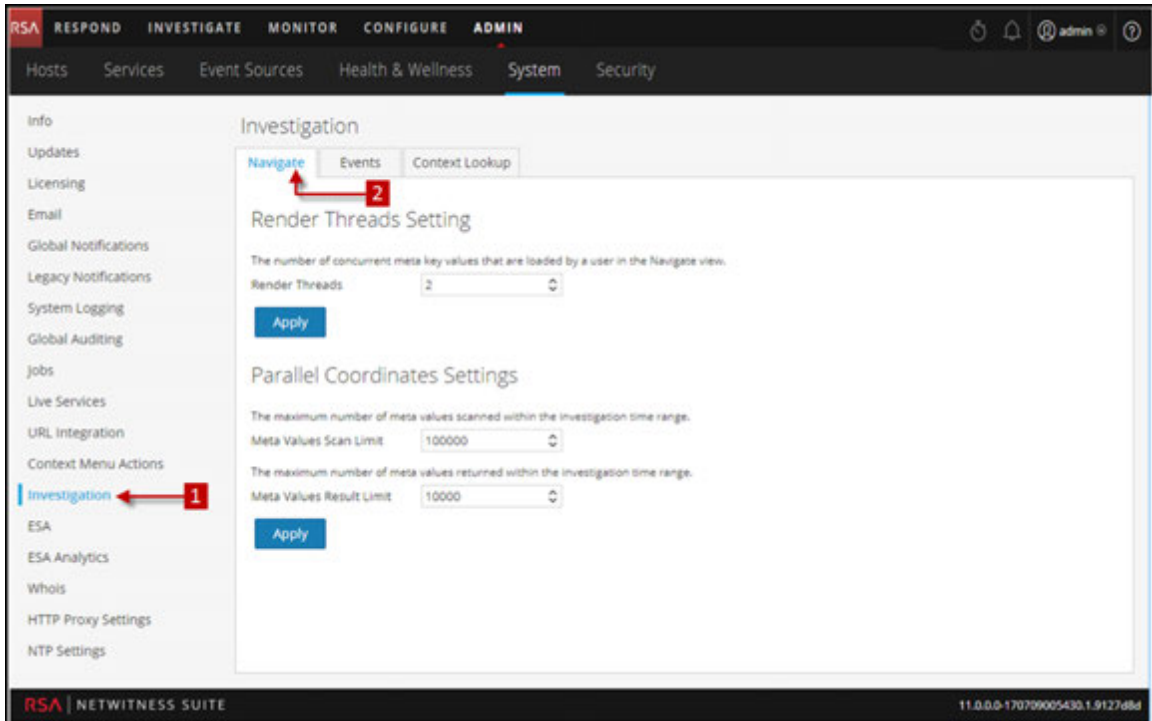 RSA RESPOND INVESTIGATE MONITOR CONFIGURE ADMIN admin
Hosts Services Event Sources Health & Wellness System Security
Info
Updates
Licensing
Email
Global Notifications
Legacy Notifications
System Logging
Global Auditing
Jobs
Live Services
URL Integration
Context Menu Actions
Investigation
1
ESA
ESA Analytics
Whois
HTTP Proxy Settings
NTP Settings
Investigation
Navigate Events Context Lookup
2
Render Threads Setting
The number of concurrent meta key values that are loaded by a user in the Navigate view.
Render Threads 2
Apply
Parallel Coordinates Settings
The maximum number of meta values scanned within the investigation time range.
Meta Values Scan Limit 100000
The maximum number of meta values returned within the investigation time range.
Meta Values Result Limit 10000
Apply
RSA | NETWITNESS SUITE 11.0.0.0-170709005430.1.9127d8d